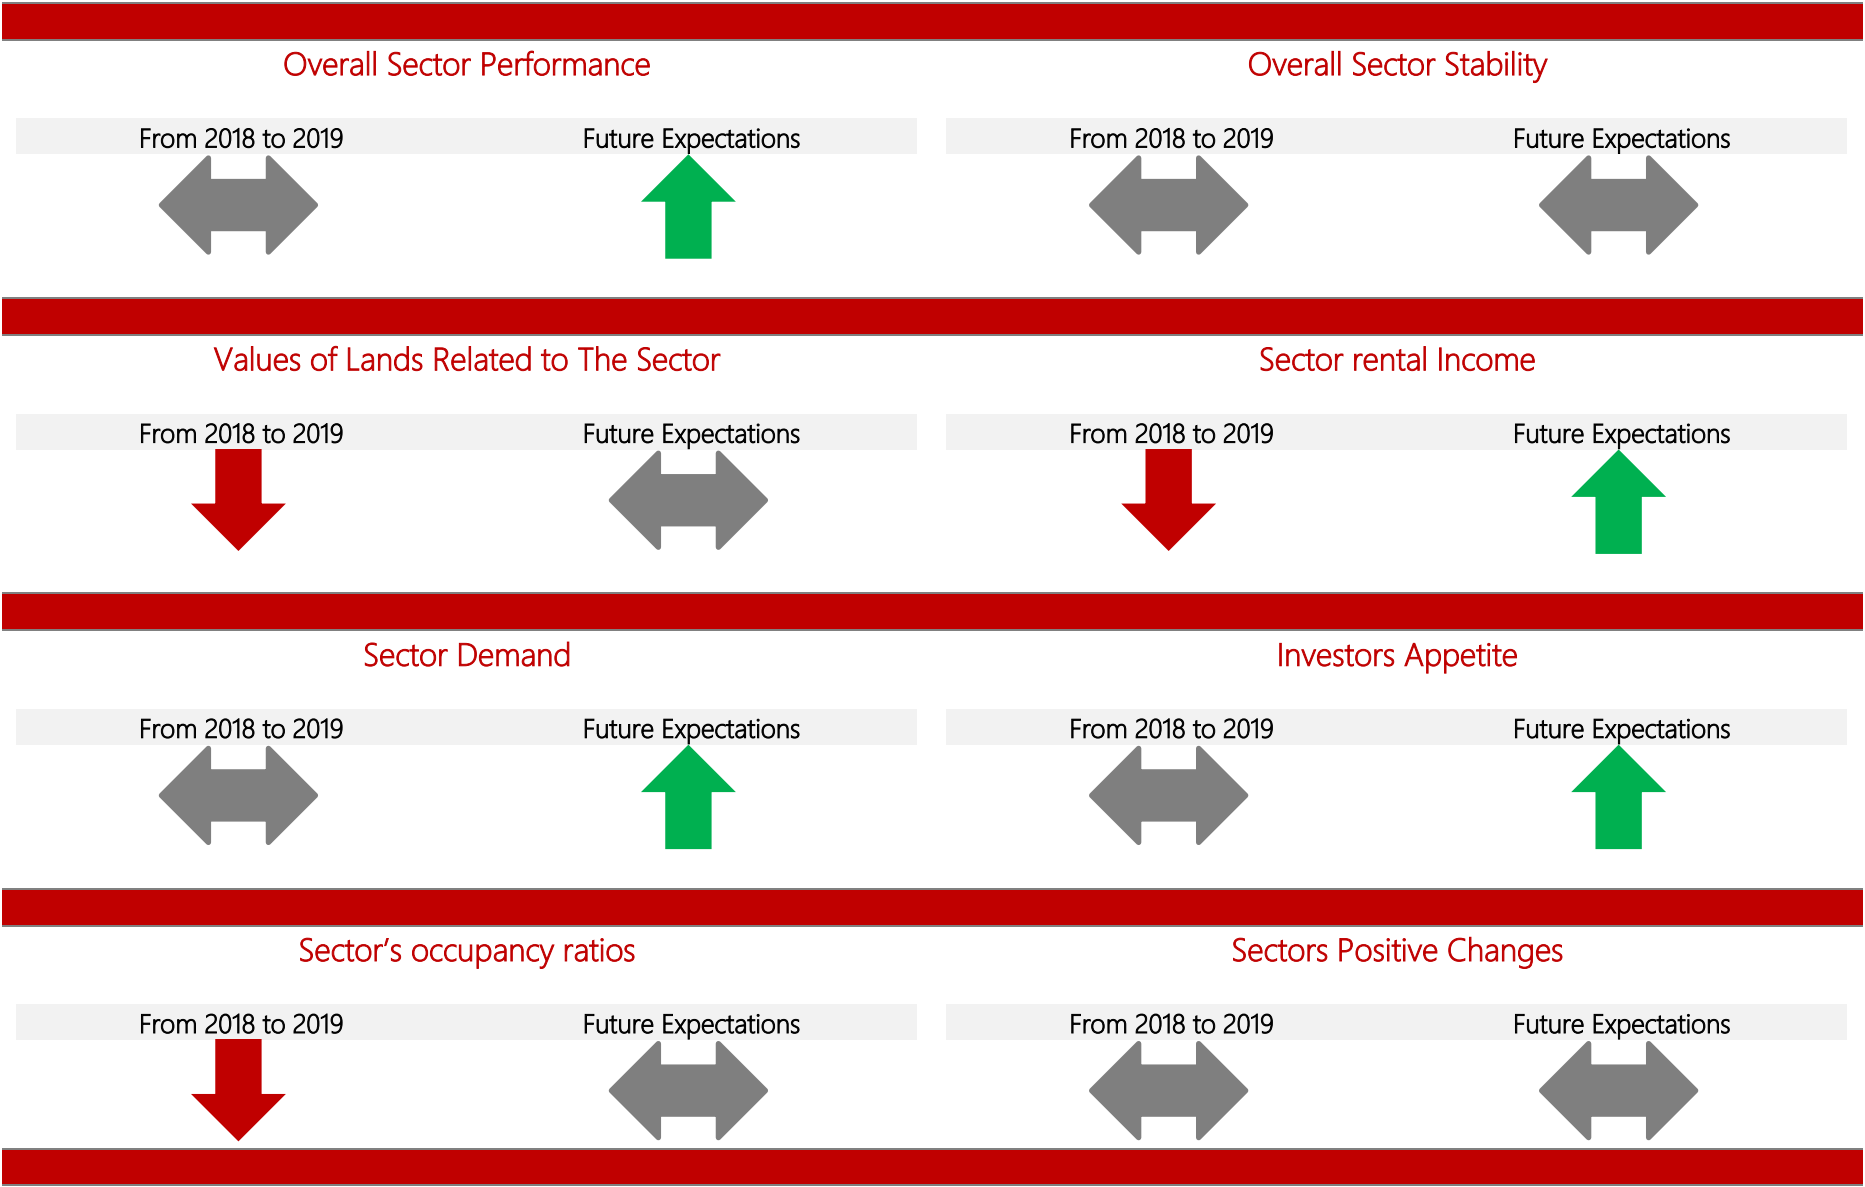 Overall Sector Performance
Overall Sector Stability
From 2018 to 2019
Future Expectations
From 2018 to 2019
Future Expectations
Values of Lands Related to The Sector
Sector rental Income
From 2018 to 2019
Future Expectations
From 2018 to 2019
Future Expectations
Sector Demand
Investors Appetite
From 2018 to 2019
Future Expectations
From 2018 to 2019
Future Expectations
Sector’s occupancy ratios
Sectors Positive Changes
From 2018 to 2019
Future Expectations
From 2018 to 2019
Future Expectations